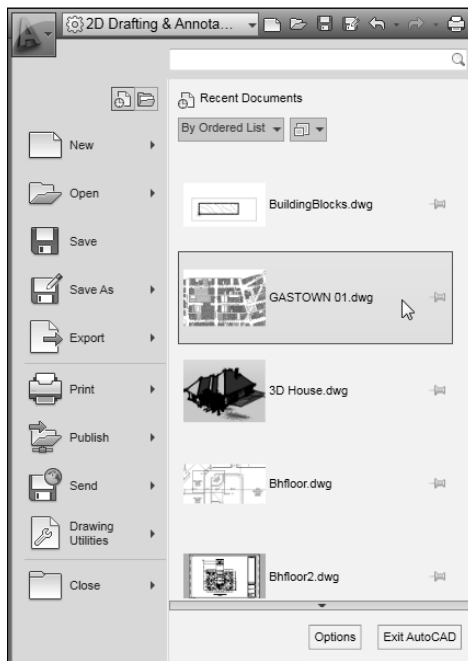 2D Drafting & Annota...
Recent Documents
By Ordered List
New
Open
Save
Save As
Export
Print
Publish
Send
Drawing
Utilities
Close
BuildingBlocks.dwg
GASTOWN 01.dwg
3D House.dwg
Bhfloor.dwg
Bhfloor2.dwg
Options
Exit AutoCAD